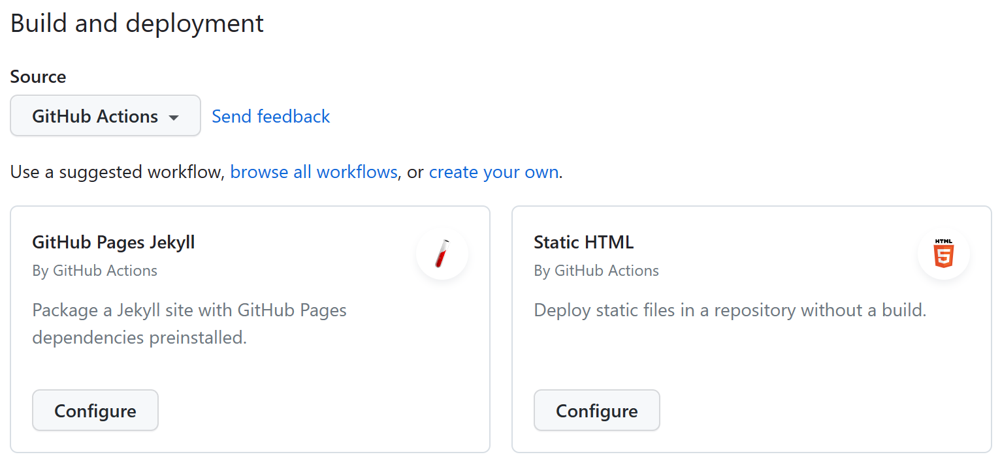 Build and deployment
Source
GitHub Actions
Send feedback
Use a suggested workflow, browse all workflows, or create your own.
GitHub Pages Jekyll
By GitHub Actions
Package a Jekyll site with GitHub Pages
dependencies preinstalled.
Configure
Static HTML
HTML
5
By GitHub Actions
Deploy static files in a repository without a build.
Configure